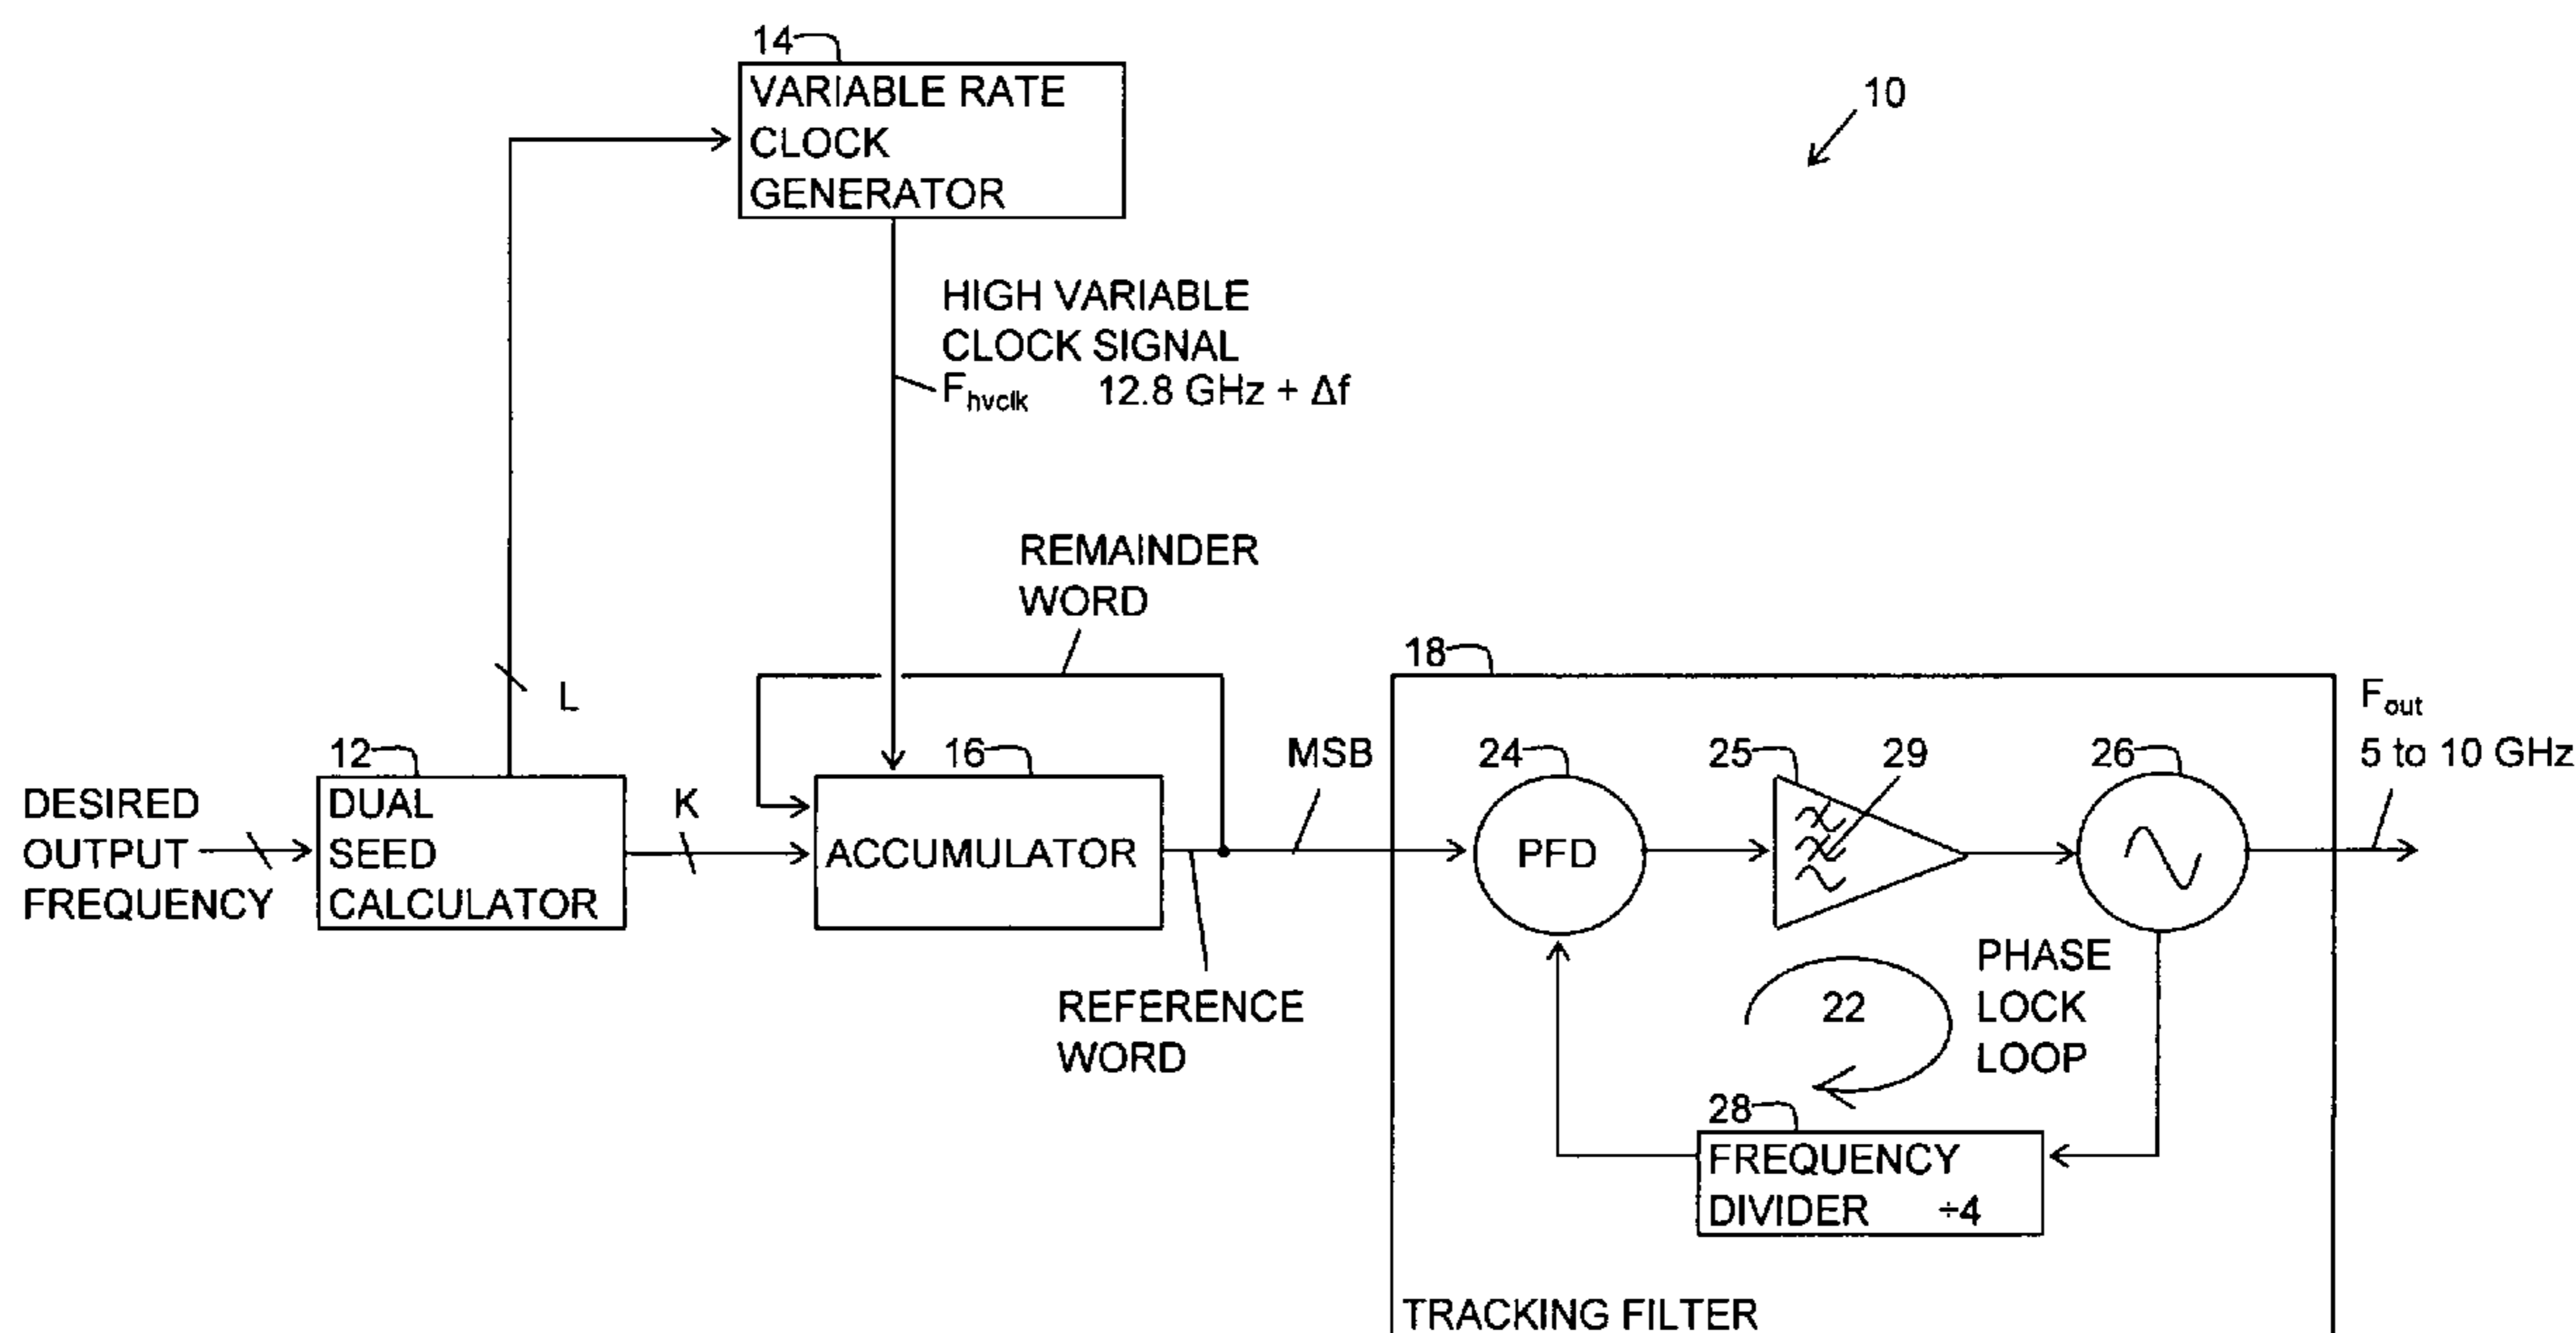 14
VARIABLE RATE
CLOCK
GENERATOR
10
HIGH VARIABLE
CLOCK SIGNAL
Fhvclk 12.8 GHz + Δf
REMAINDER
WORD
L
18
Fout
5 to 10 GHz
12
DESIRED
OUTPUT
FREQUENCY
DUAL
SEED
CALCULATOR
K
16
ACCUMULATOR
MSB
REFERENCE
WORD
24
PFD
25
29
26
PHASE
LOCK
LOOP
22
28
FREQUENCY
DIVIDER ÷4
TRACKING FILTER